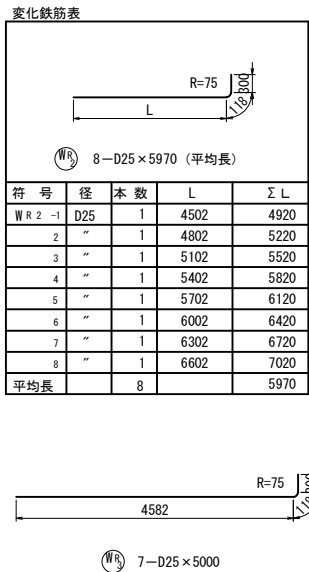 変化鉄筋表
R=75
300
118
L
WR2 8-D25×5970 (平均長)
符 号 径 本 数 L Σ L
WR2 -1 D25 1 4502 4920
2 〃 1 4802 5220
3 〃 1 5102 5520
4 〃 1 5402 5820
5 〃 1 5702 6120
6 〃 1 6002 6420
7 〃 1 6302 6720
8 〃 1 6602 7020
平均長 8 5970
R=75
4582
WR3 7-D25×5000